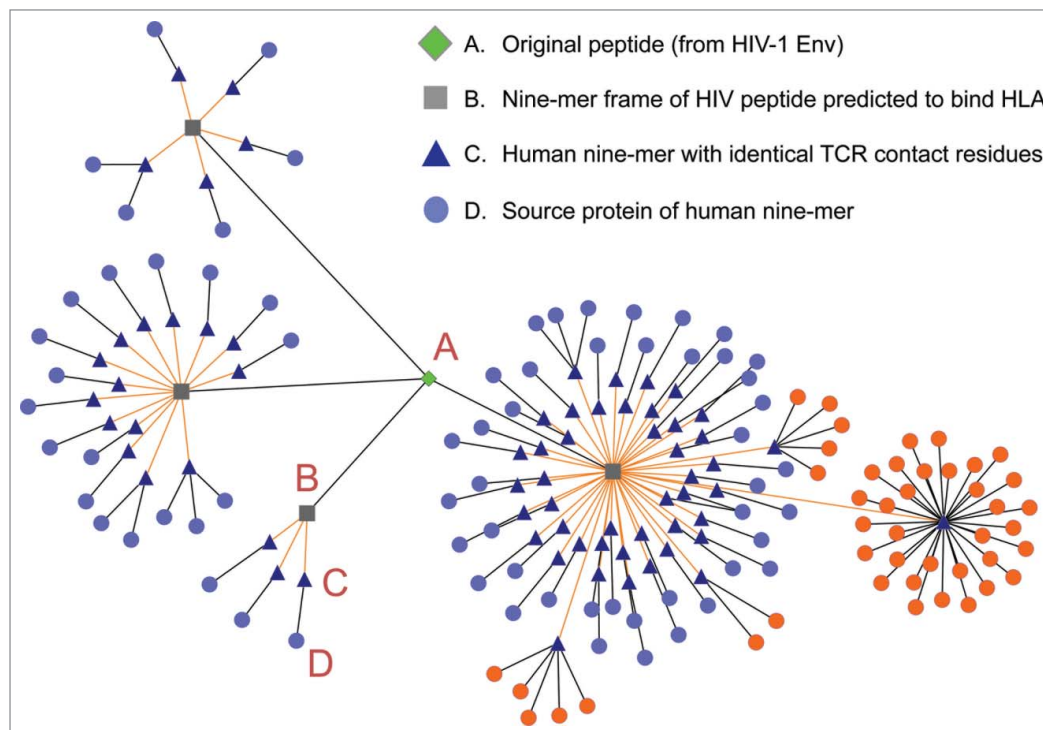 A. Original peptide (from HIV-1 Env)
B. Nine-mer frame of HIV peptide predicted to bind HLA
C. Human nine-mer with identical TCR contact residues
D. Source protein of human nine-mer
A
B
C
D